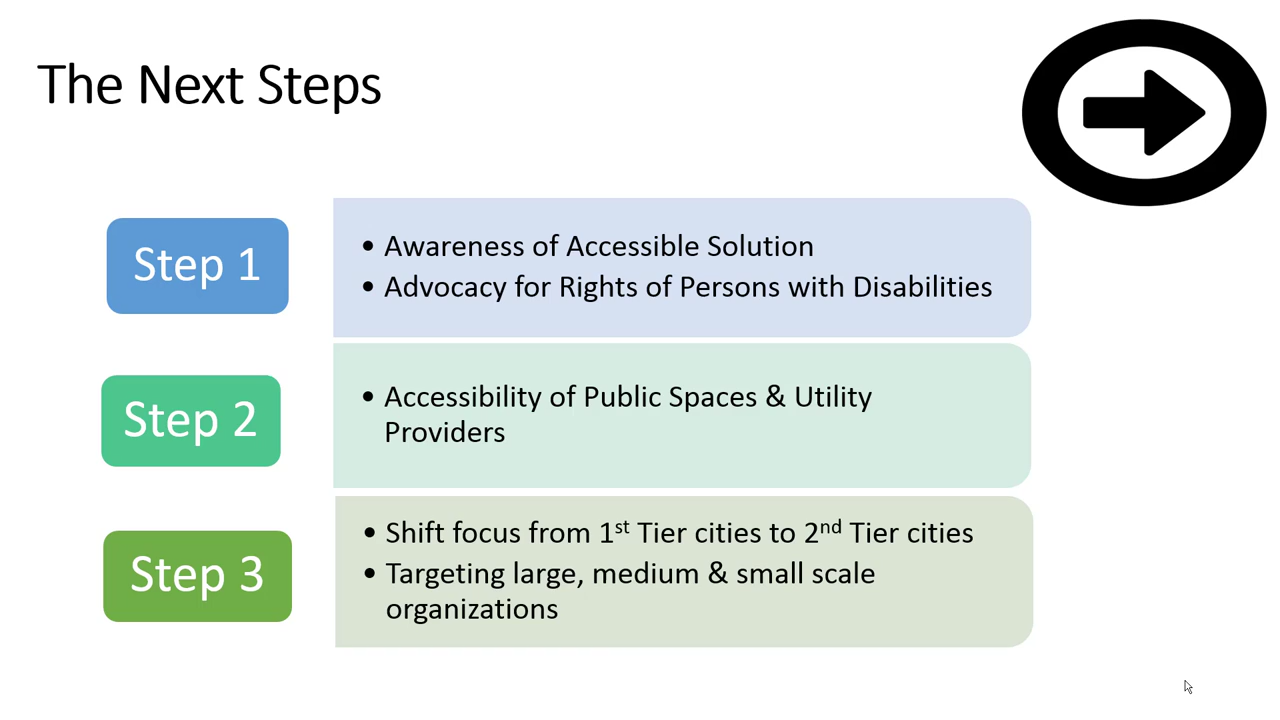 The Next Steps
Step 1
• Awareness of Accessible Solution
• Advocacy for Rights of Persons with Disabilities
Step 2
• Accessibility of Public Spaces & Utility
Providers
Step 3
• Shift focus from 1st Tier cities to 2nd Tier cities
• Targeting large, medium & small scale
organizations